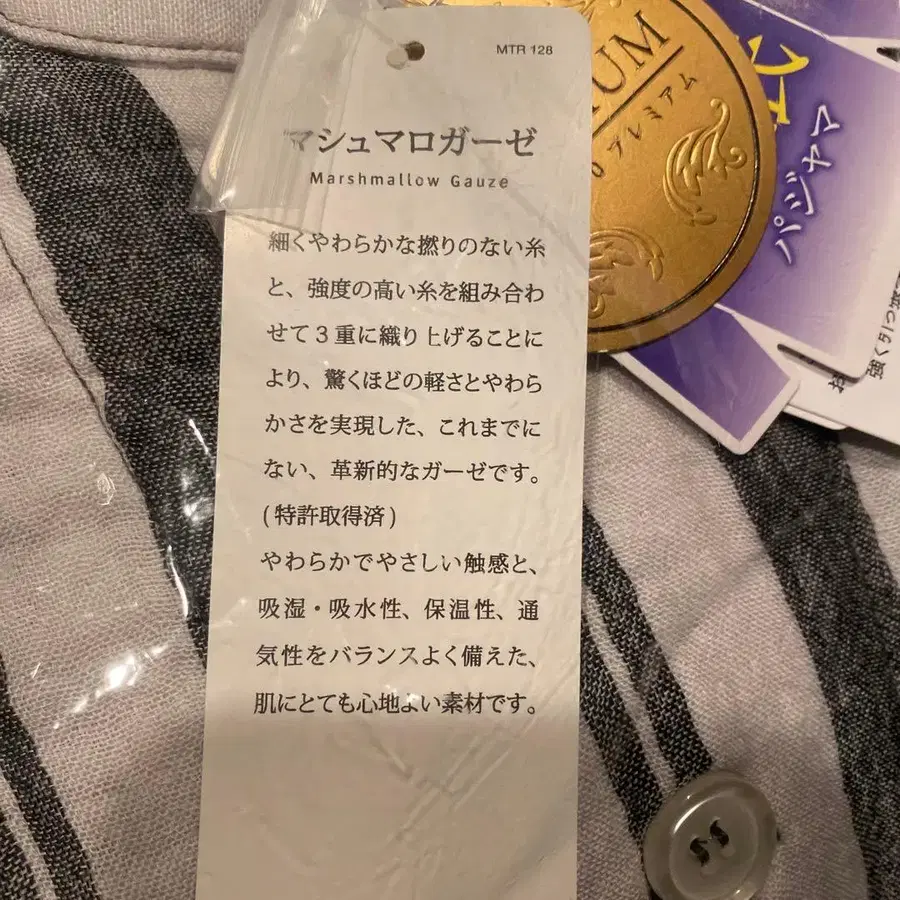 MTR 128
マシュマロガーゼ
Marshmallow Gauze
細くやわらかな撚りのない糸
と、強度の高い糸を組み合わ
せて3重に織り上げることに
より、驚くほどの軽さとやわら
かさを実現した、これまでに
ない、革新的なガーゼです。
(特許取得済)
やわらかでやさしい触感と、
吸湿・吸水性、保温性、通
気性をバランスよく備えた、
肌にとても心地よい素材です。
UM
プレミアム
パジャマ